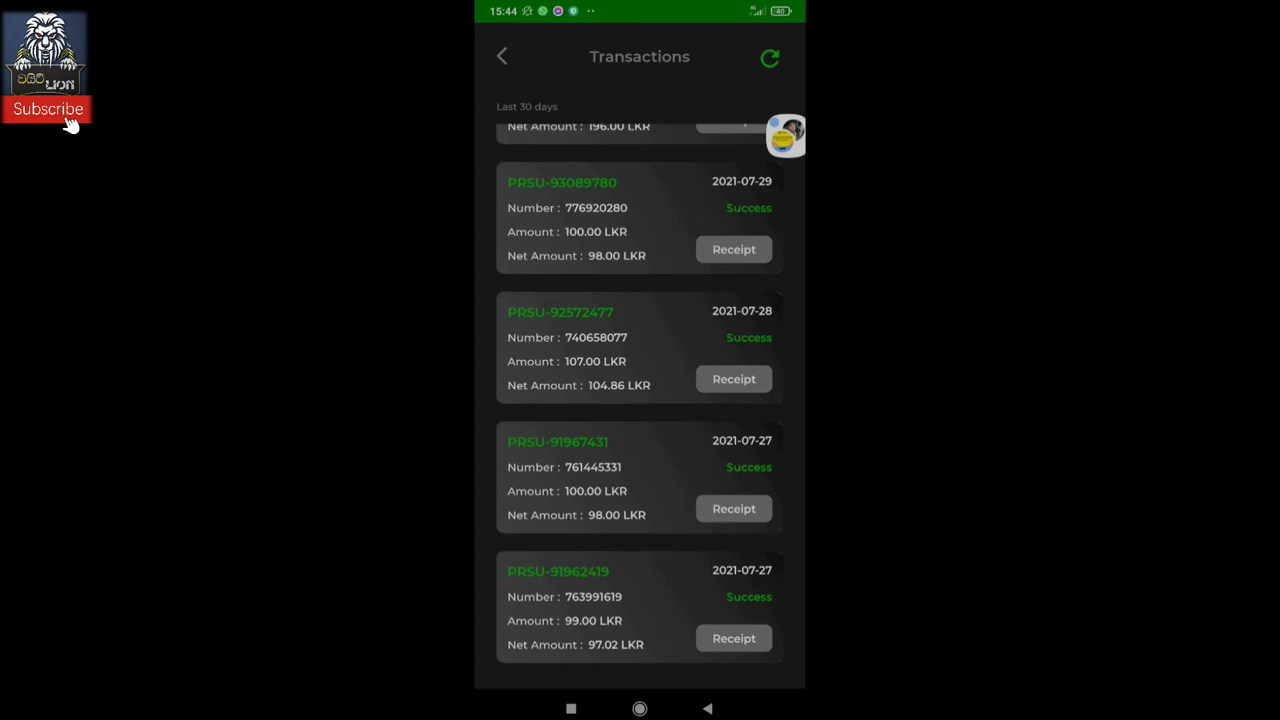 වයිට්
LION
Subscribe
15:44
4G
40
Transactions
Last 30 days
Net Amount : 196.00 LKR
PRSU-93089780 2021-07-29
Number : 776920280 Success
Amount : 100.00 LKR
Net Amount : 98.00 LKR Receipt
PRSU-92572477 2021-07-28
Number : 740658077 Success
Amount : 107.00 LKR
Net Amount : 104.86 LKR Receipt
PRSU-91967431 2021-07-27
Number : 761445331 Success
Amount : 100.00 LKR
Net Amount : 98.00 LKR Receipt
PRSU-91962419 2021-07-27
Number : 763991619 Success
Amount : 99.00 LKR
Net Amount : 97.02 LKR Receipt